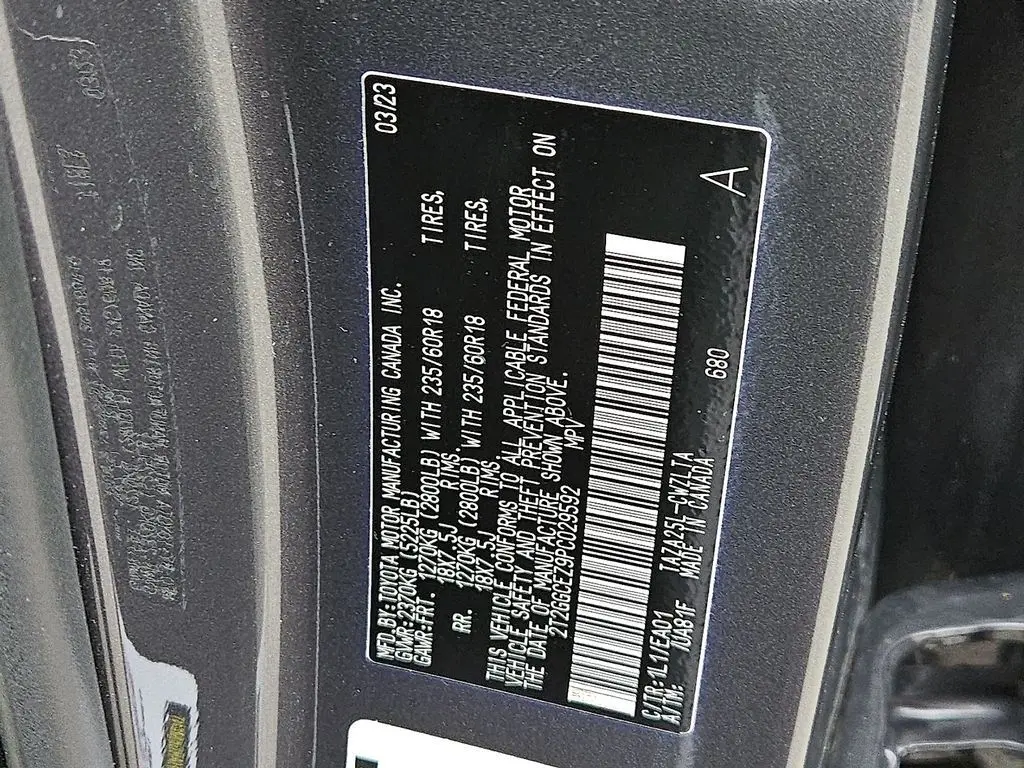 MFD.BY:TOYOTA MOTOR MANUFACTURING CANADA INC. 03/23
GVWR:2370KG (5225LB)
GAWR-FRT. 1270KG (2800LB) WITH 235/60R18 TIRES,
18X7.5J RIMS.
RR. 1270KG (2800LB) WITH 235/60R18 TIRES,
18X7.5J RIMS.
THIS VEHICLE CONFORMS TO ALL APPLICABLE FEDERAL MOTOR
VEHICLE SAFETY AND THEFT PREVENTION STANDARDS IN EFFECT ON
THE DATE OF MANUFACTURE SHOWN ABOVE.
2T2GGCEZ9PC029592 MPV
C/TR:1L1/EA01 TAZA25L-CVZLTA 680
A/TM: -/UA81F MADE IN CANADA
A